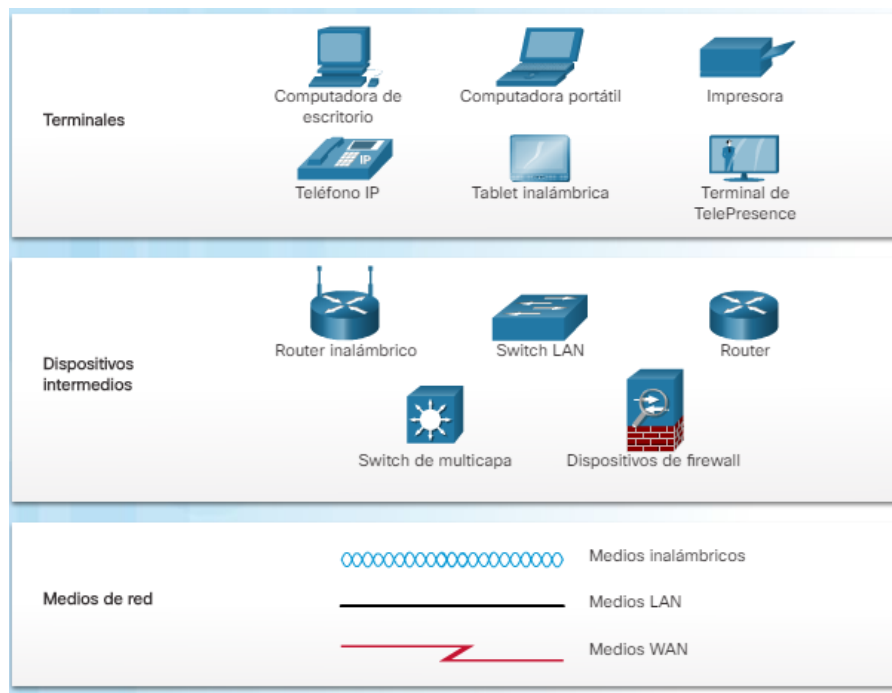 Terminales
Computadora de
escritorio
Computadora portátil
Impresora
IP
Teléfono IP
Tablet inalámbrica
Terminal de
TelePresence
Dispositivos
intermedios
Router inalámbrico
Switch LAN
Router
Switch de multicapa
Dispositivos de firewall
Medios de red
Medios inalámbricos
Medios LAN
Medios WAN